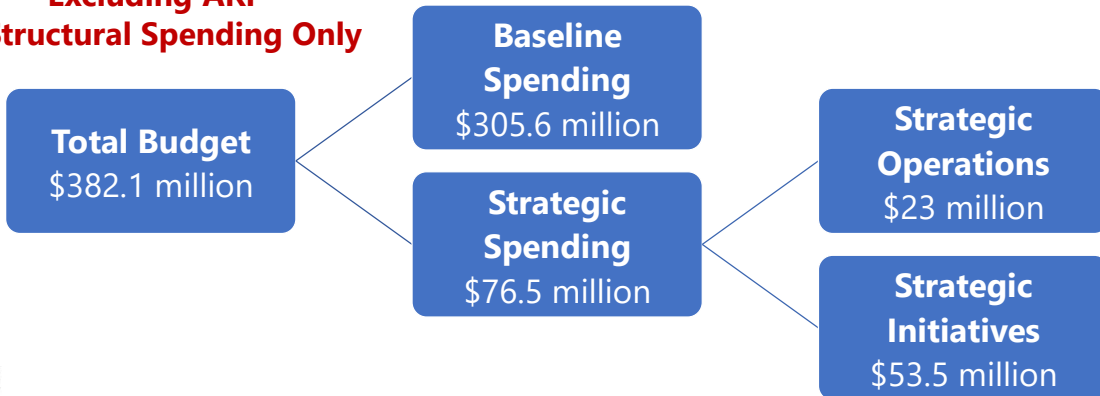 Structural Spending Only
Total Budget
$382.1 million
Baseline
Spending
$305.6 million
Strategic
Spending
$76.5 million
Strategic
Operations
$23 million
Strategic
Initiatives
$53.5 million